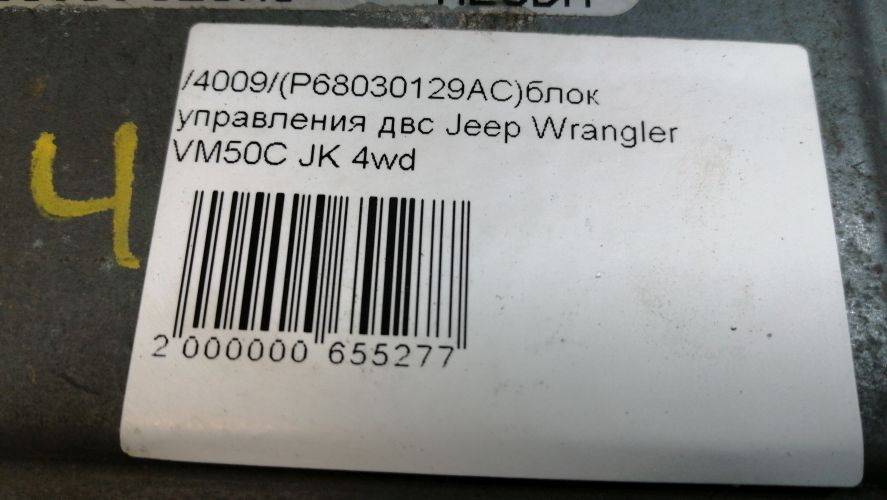 /4009/(P68030129AC)блок
управления двс Jeep Wrangler
VM50C JK 4wd
2 000000 655277
4